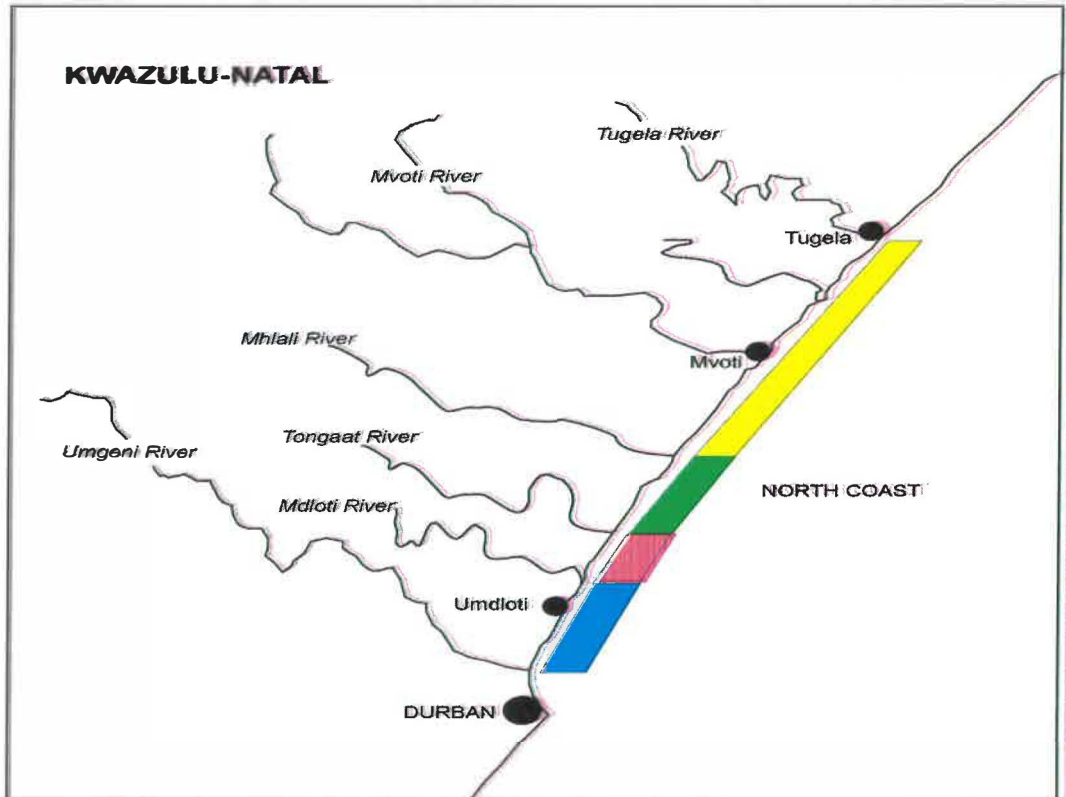 KWAZULU-NATAL
Tugela River
Mvoti River
Tugela
Mhlali River
Mvoti
Tongaat River
Umgeni River
NORTH COAST
Mdloti River
Umdloti
DURBAN